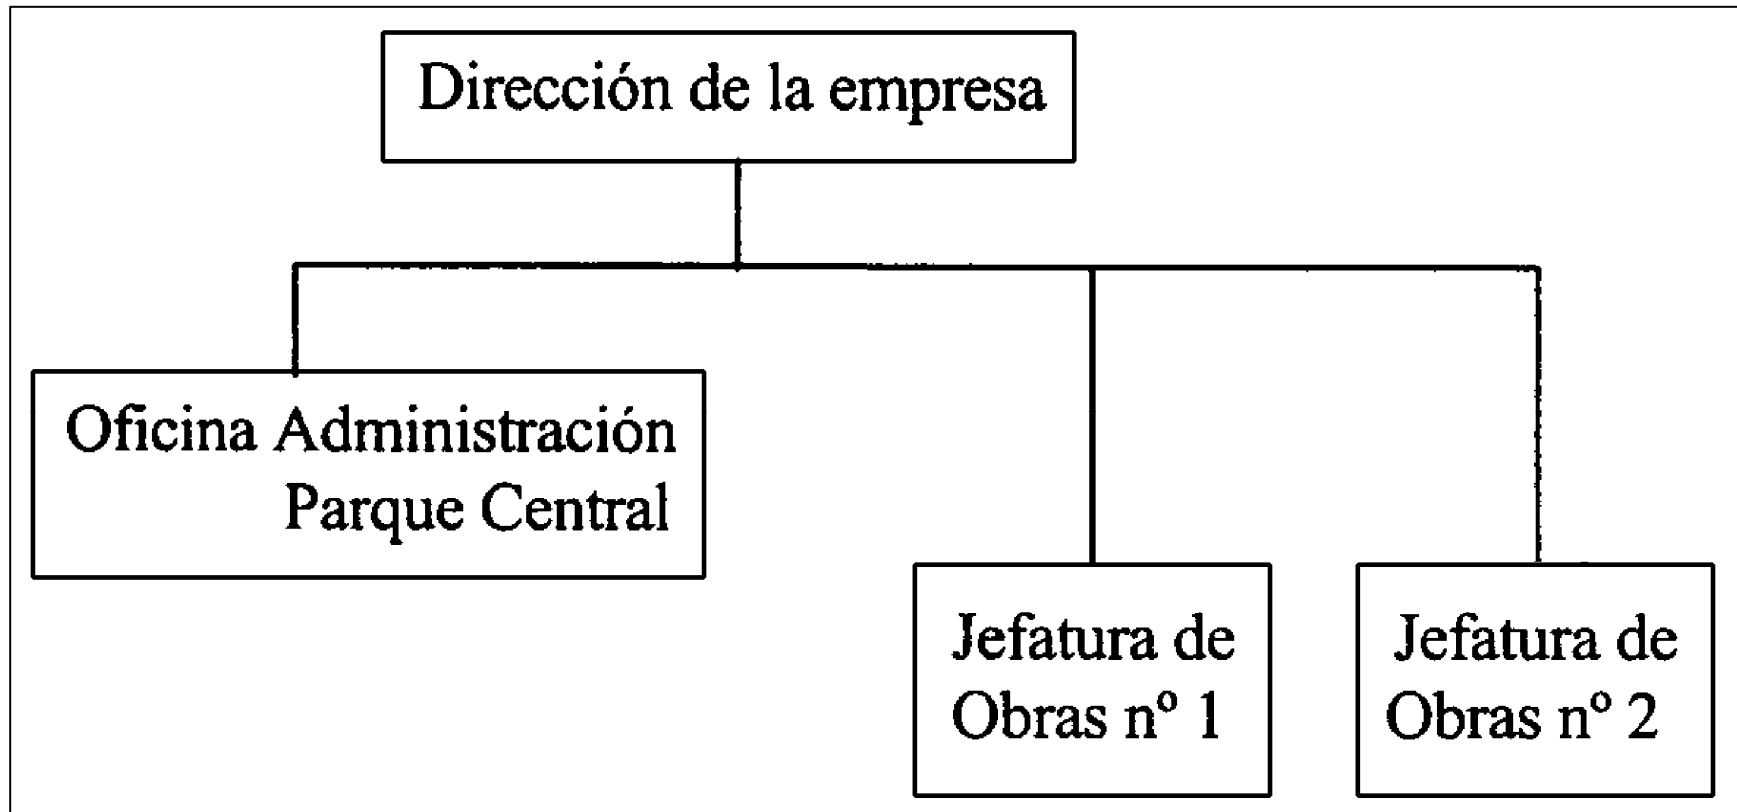 Dirección de la empresa
Oficina Administración
Parque Central
Jefatura de
Obras nº 1
Jefatura de
Obras nº 2